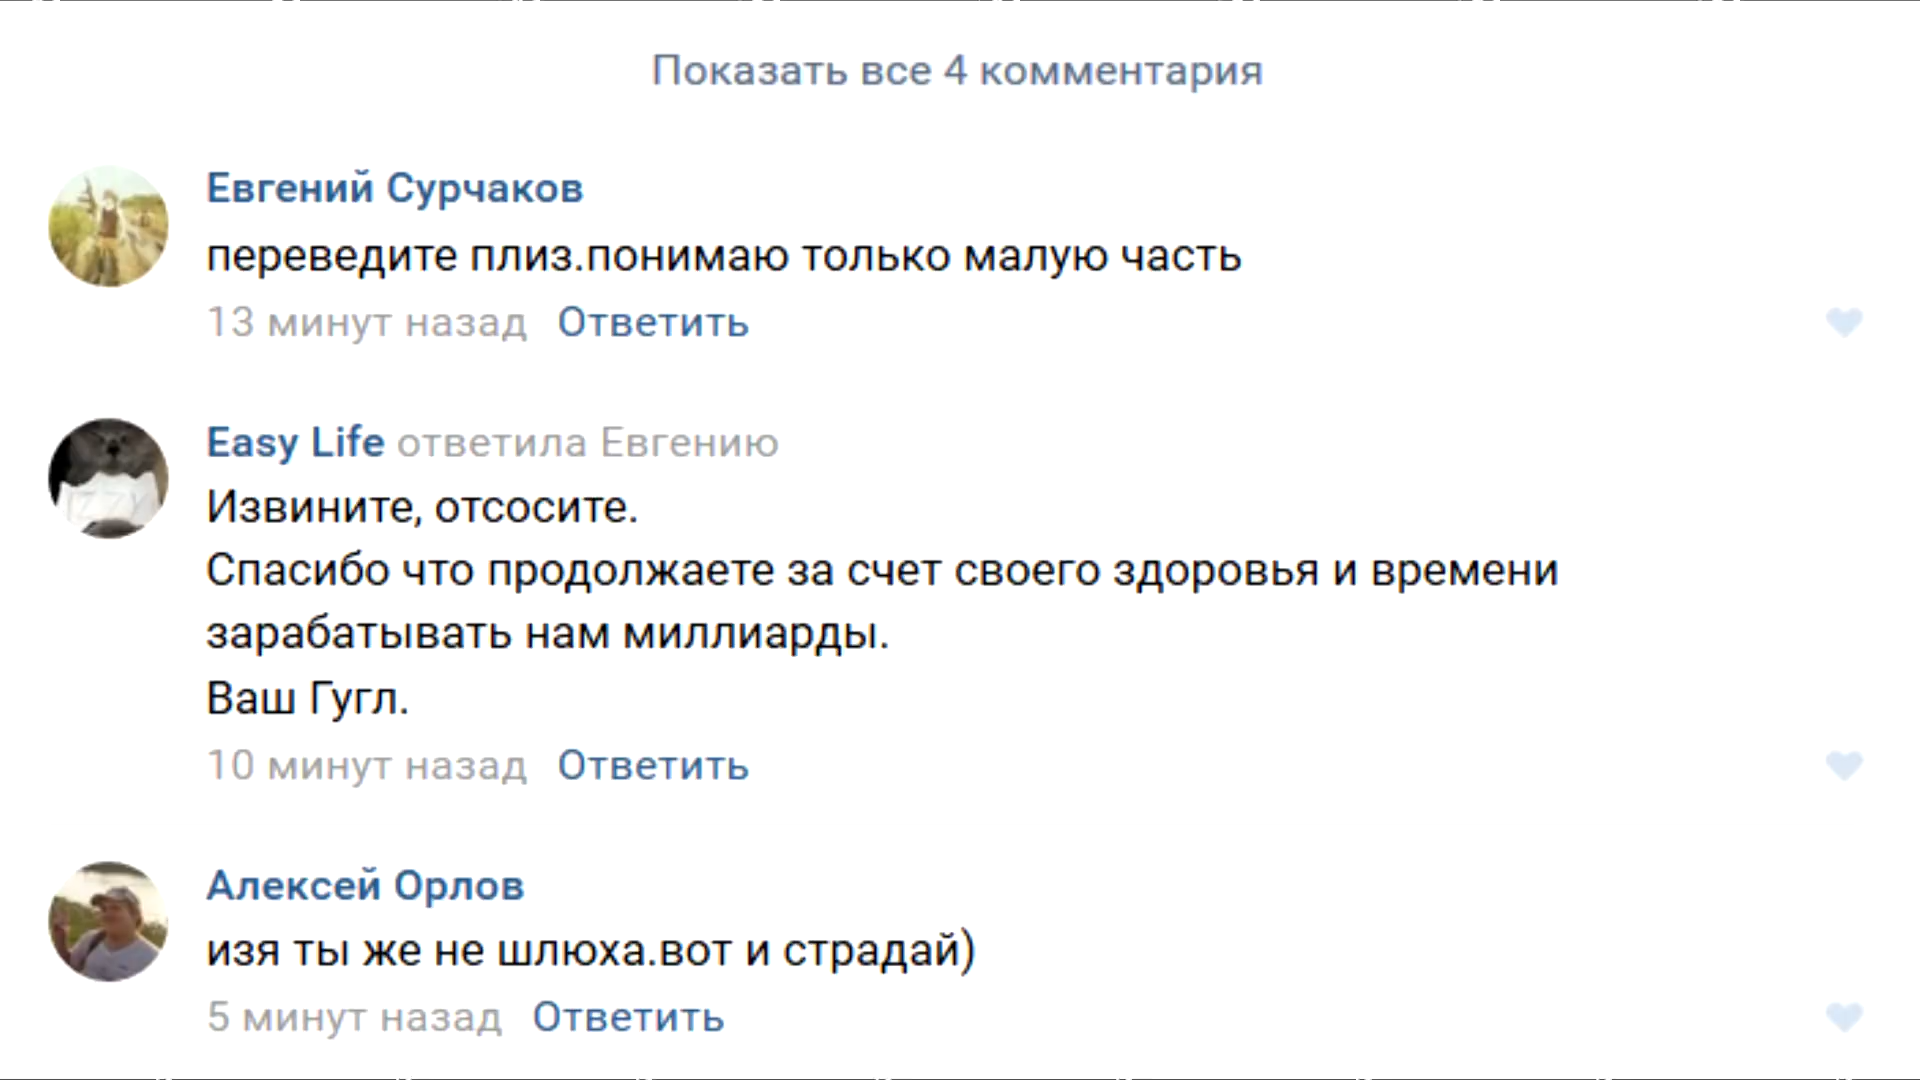 Показать все 4 комментария
Евгений Сурчаков
переведите плиз.понимаю только малую часть
13 минут назад Ответить
Easy Life ответила Евгению
Извините, отсосите.
Спасибо что продолжаете за счет своего здоровья и времени
зарабатывать нам миллиарды.
Ваш Гугл.
10 минут назад Ответить
Алексей Орлов
изя ты же не шлюха.вот и страдай)
5 минут назад Ответить